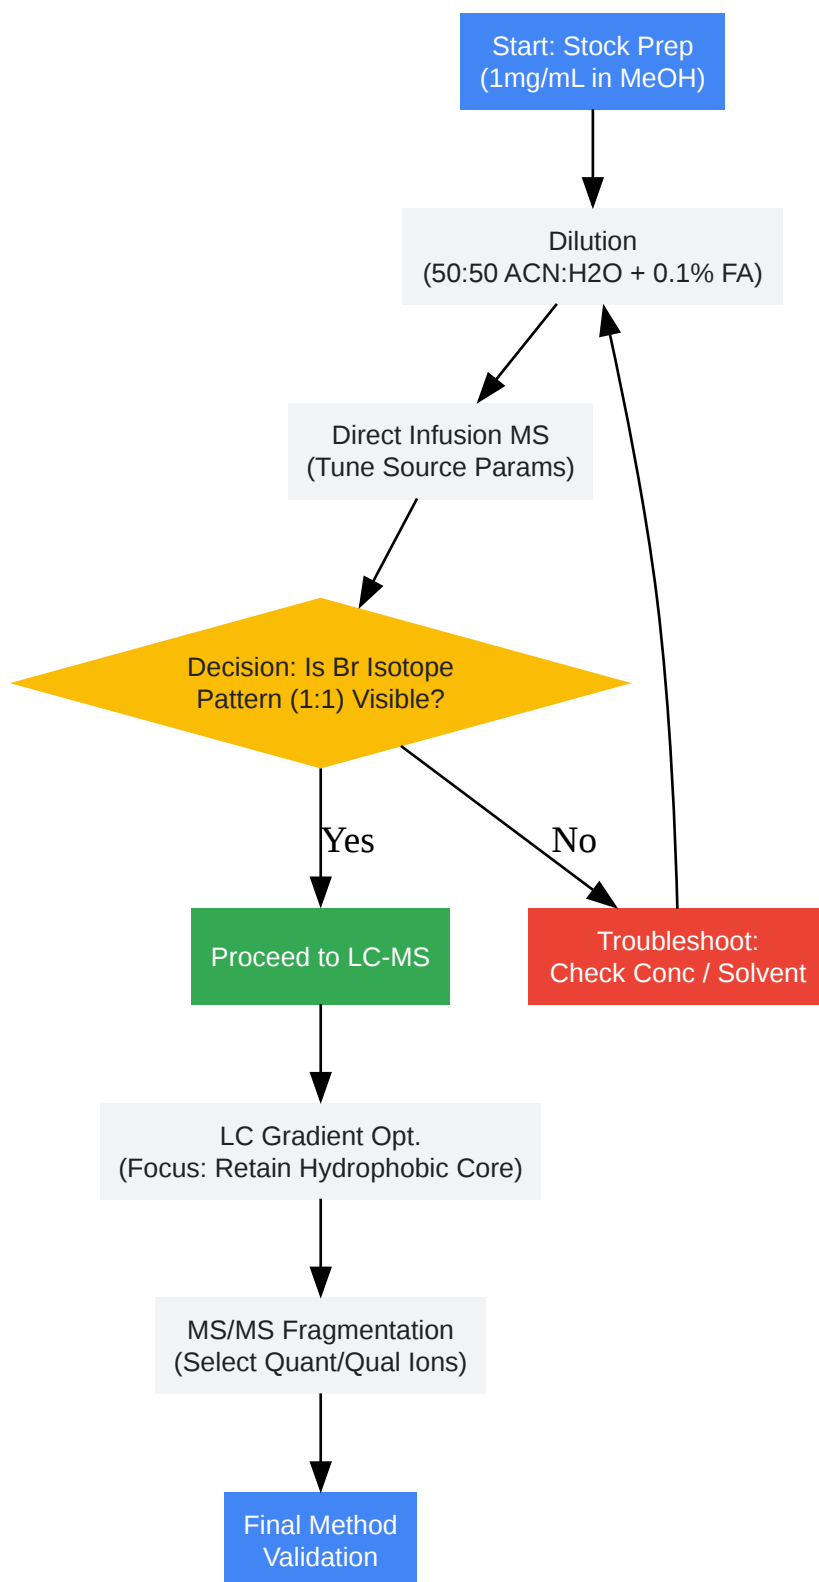 Start: Stock Prep
(1mg/mL in MeOH)
Dilution
(50:50 ACN:H2O + 0.1% FA)
Direct Infusion MS
(Tune Source Params)
Decision: Is Br Isotope
Pattern (1:1) Visible?
Yes
No
Proceed to LC-MS
Troubleshoot:
Check Conc / Solvent
LC Gradient Opt.
(Focus: Retain Hydrophobic Core)
MS/MS Fragmentation
(Select Quant/Qual Ions)
Final Method
Validation